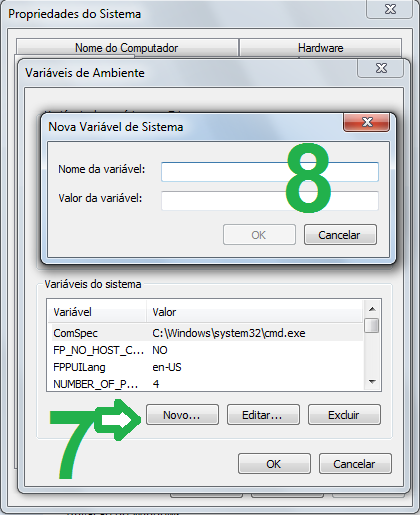 Propriedades do Sistema
Nome do Computador
Hardware
Variáveis de Ambiente
Nova Variável de Sistema
Nome da variável:
Valor da variável:
8
OK
Cancelar
Variáveis do sistema
Variável
Valor
ComSpec
C:\Windows\system32\cmd.exe
FP_NO_HOST_C...
NO
FPPUILang
en-US
NUMBER_OF_P...
4
7
Novo...
Editar...
Excluir
OK
Cancelar